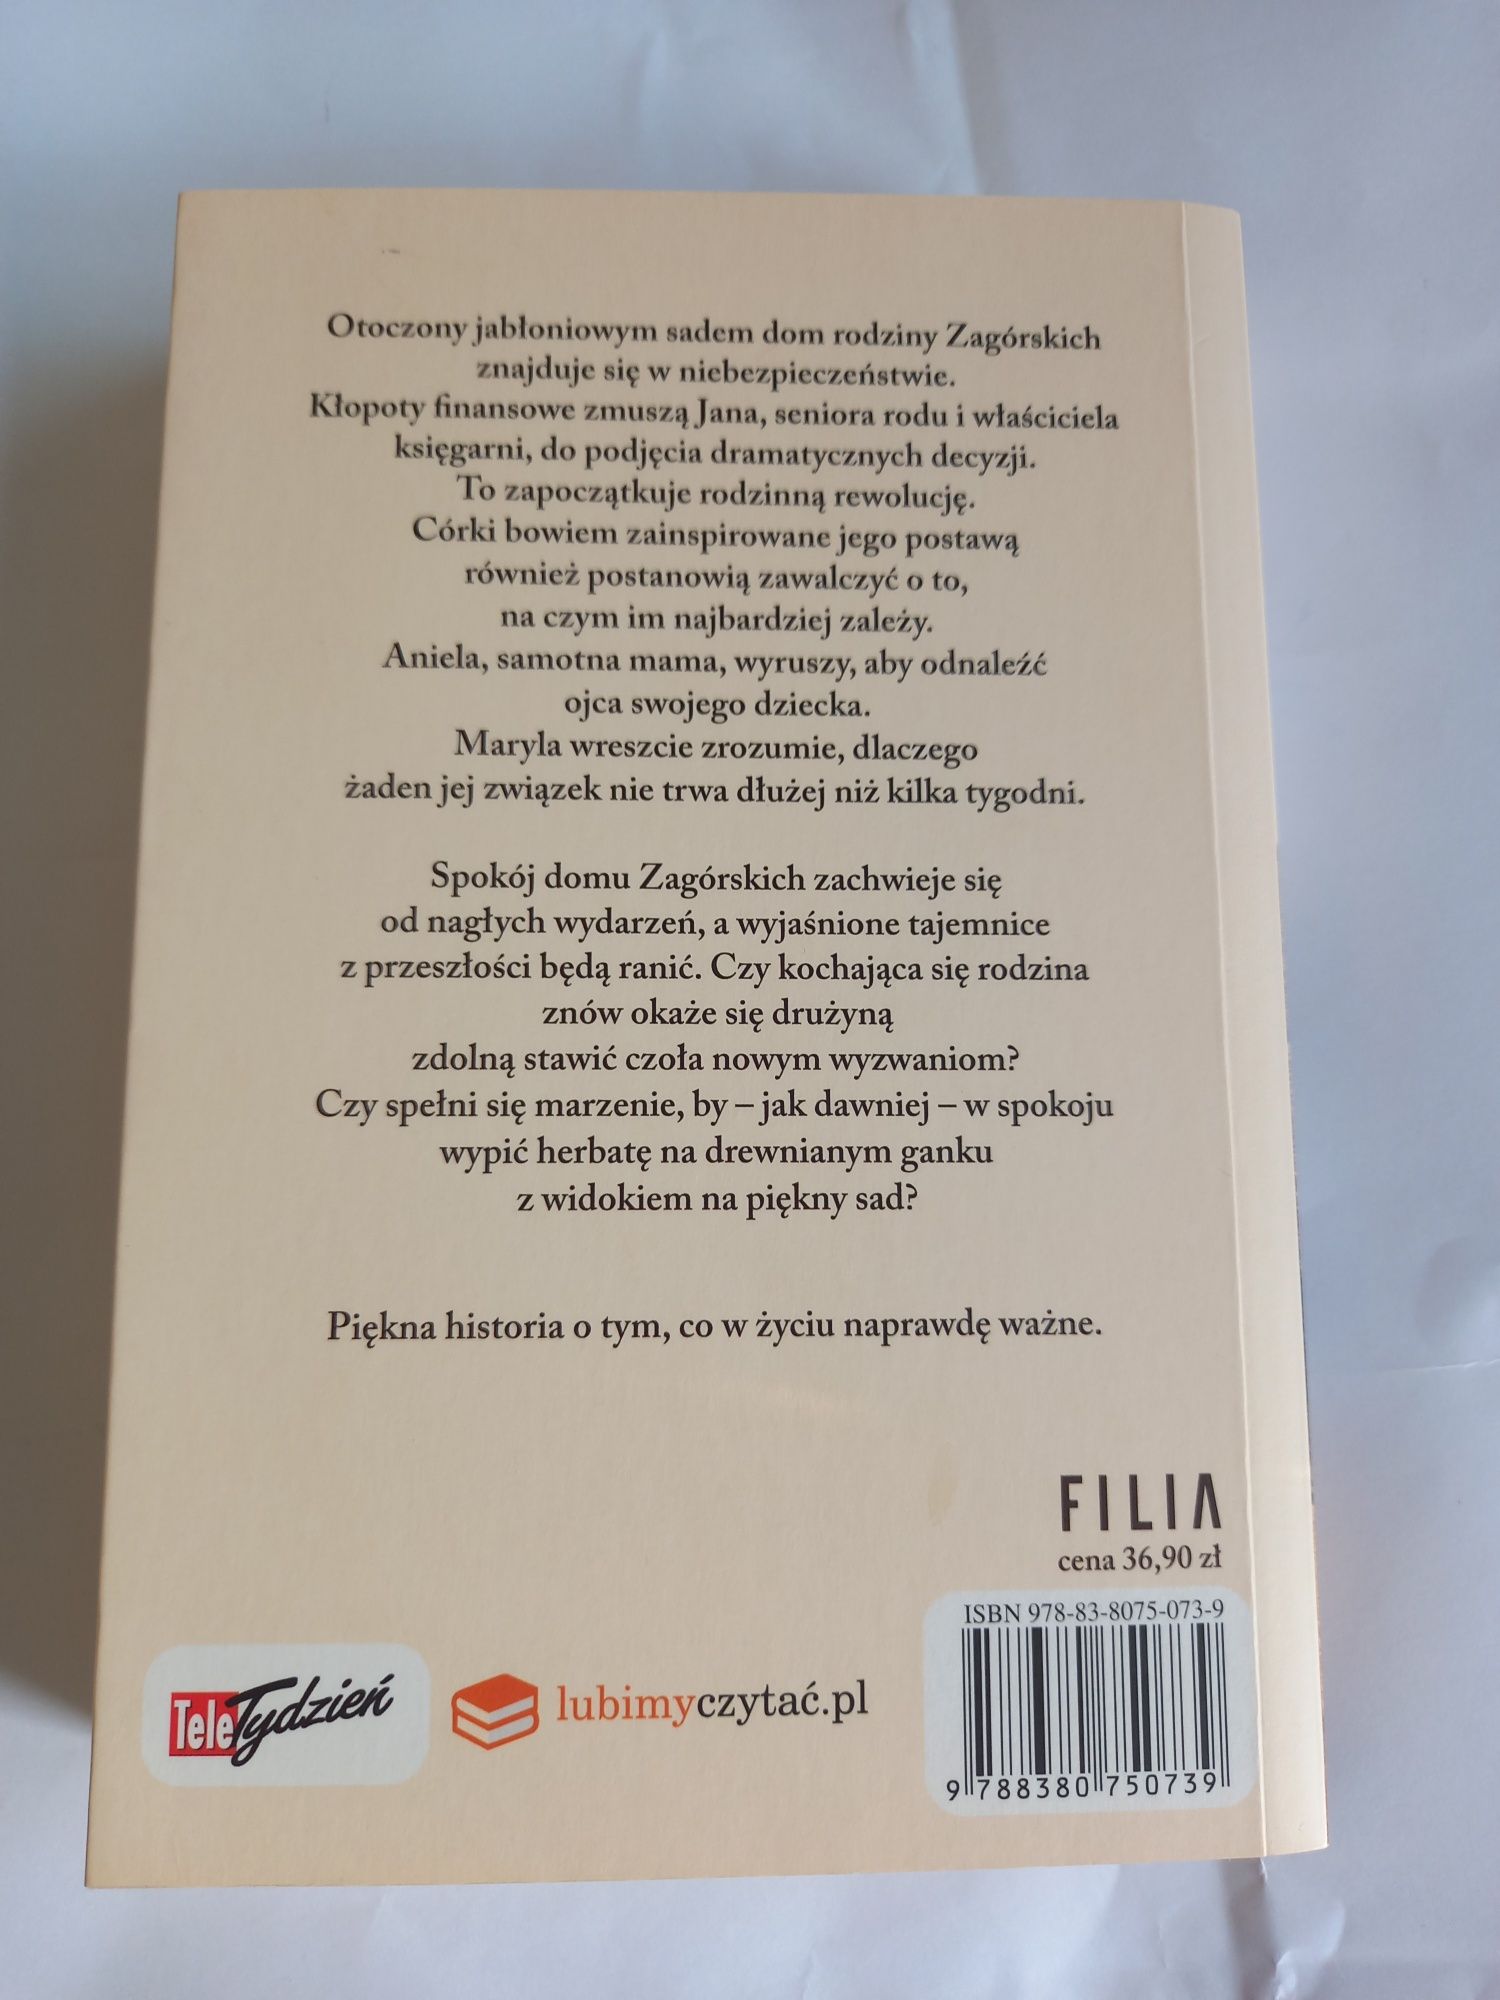 Otoczony jabłoniowym sadem dom rodziny Zagórskich
znajduje się w niebezpieczeństwie.
Kłopoty finansowe zmuszą Jana, seniora rodu i właściciela
księgarni, do podjęcia dramatycznych decyzji.
To zapoczątkuje rodzinną rewolucję.
Córki bowiem zainspirowane jego postawą
również postanowią zawalczyć o to,
na czym im najbardziej zależy.
Aniela, samotna mama, wyruszy, aby odnaleźć
ojca swojego dziecka.
Maryla wreszcie zrozumie, dlaczego
żaden jej związek nie trwa dłużej niż kilka tygodni.
Spokój domu Zagórskich zachwieje się
od nagłych wydarzeń, a wyjaśnione tajemnice
z przeszłości będą ranić. Czy kochająca się rodzina
znów okaże się drużyną
zdolną stawić czoła nowym wyzwaniom?
Czy spełni się marzenie, by – jak dawniej – w spokoju
wypić herbatę na drewnianym ganku
z widokiem na piękny sad?
Piękna historia o tym, co w życiu naprawdę ważne.
FILIA
cena 36,90 zł
ISBN 978-83-8075-073-9
TeleTydzień
lubimyczytać.pl
9 788380 750739